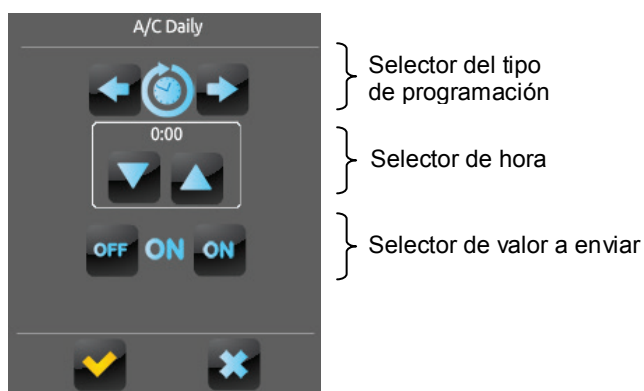 A/C Daily
Selector del tipo
de programación
0:00
Selector de hora
OFF ON ON
Selector de valor a enviar